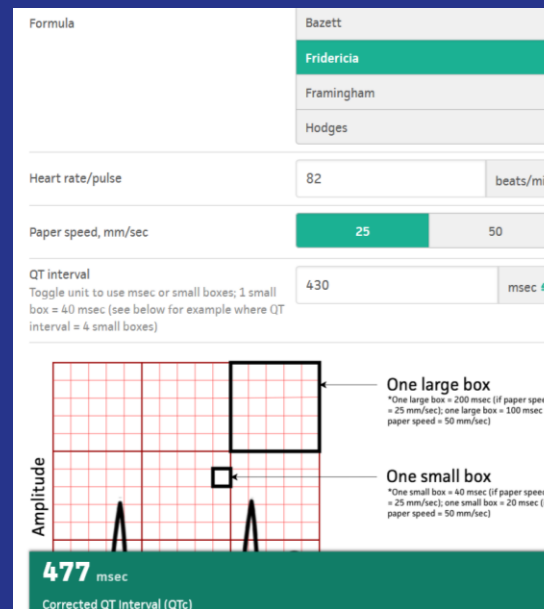 Formula
Bazett
Fridericia
Framingham
Hodges
Heart rate/pulse
82
beats/mi
Paper speed, mm/sec
25
50
QT interval
Toggle unit to use msec or small boxes; 1 small
box = 40 msec (see below for example where QT
interval = 4 small boxes)
430
msec
One large box
*One large box = 200 msec (if paper spee
= 25 mm/sec); one large box = 100 msec
paper speed = 50 mm/sec)
One small box
*One small box = 40 msec (if paper speed
= 25 mm/sec); one small box = 20 msec (i
paper speed = 50 mm/sec)
Amplitude
477 msec
Corrected QT Interval (QTc)